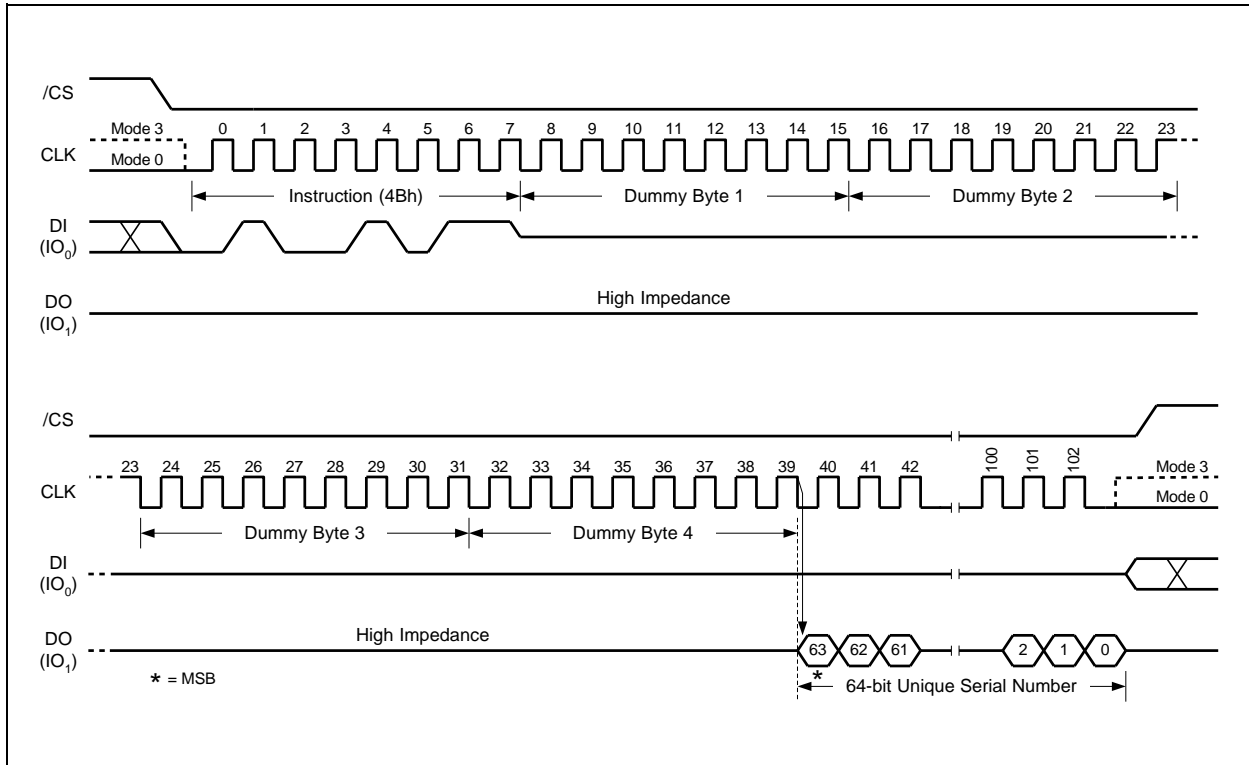 /CS
Mode 3 0 1 2 3 4 5 6 7 8 9 10 11 12 13 14 15 16 17 18 19 20 21 22 23
CLK Mode 0
Instruction (4Bh) Dummy Byte 1 Dummy Byte 2
DI
(IO0)
High Impedance
DO
(IO1)
/CS
23 24 25 26 27 28 29 30 31 32 33 34 35 36 37 38 39 40 41 42 100 101 102 Mode 3
CLK Mode 0
Dummy Byte 3 Dummy Byte 4
DI
(IO0)
High Impedance
DO
(IO1) 63 62 61 2 1 0
* = MSB * 64-bit Unique Serial Number